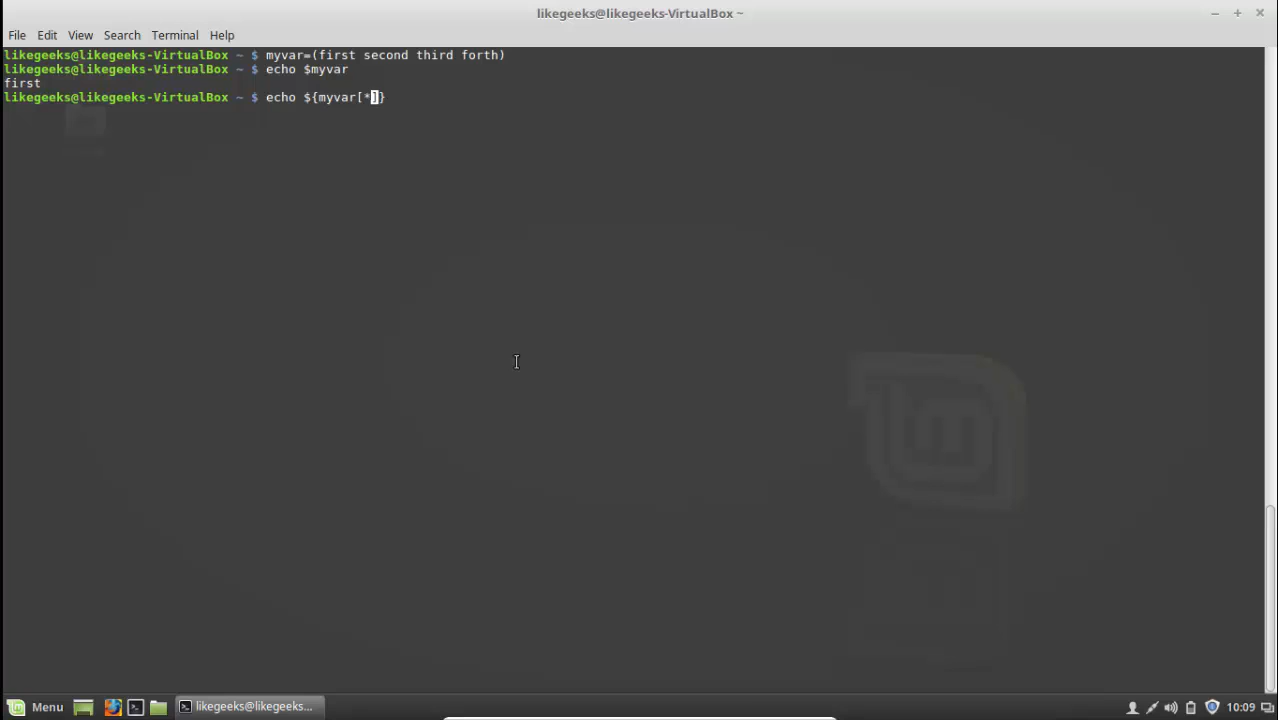 likegeeks@likegeeks-VirtualBox ~
File Edit View Search Terminal Help
likegeeks@likegeeks-VirtualBox ~ $ myvar=(first second third forth)
likegeeks@likegeeks-VirtualBox ~ $ echo $myvar
first
likegeeks@likegeeks-VirtualBox ~ $ echo ${myvar[*]}
Menu likegeeks@likegeeks... 10:09